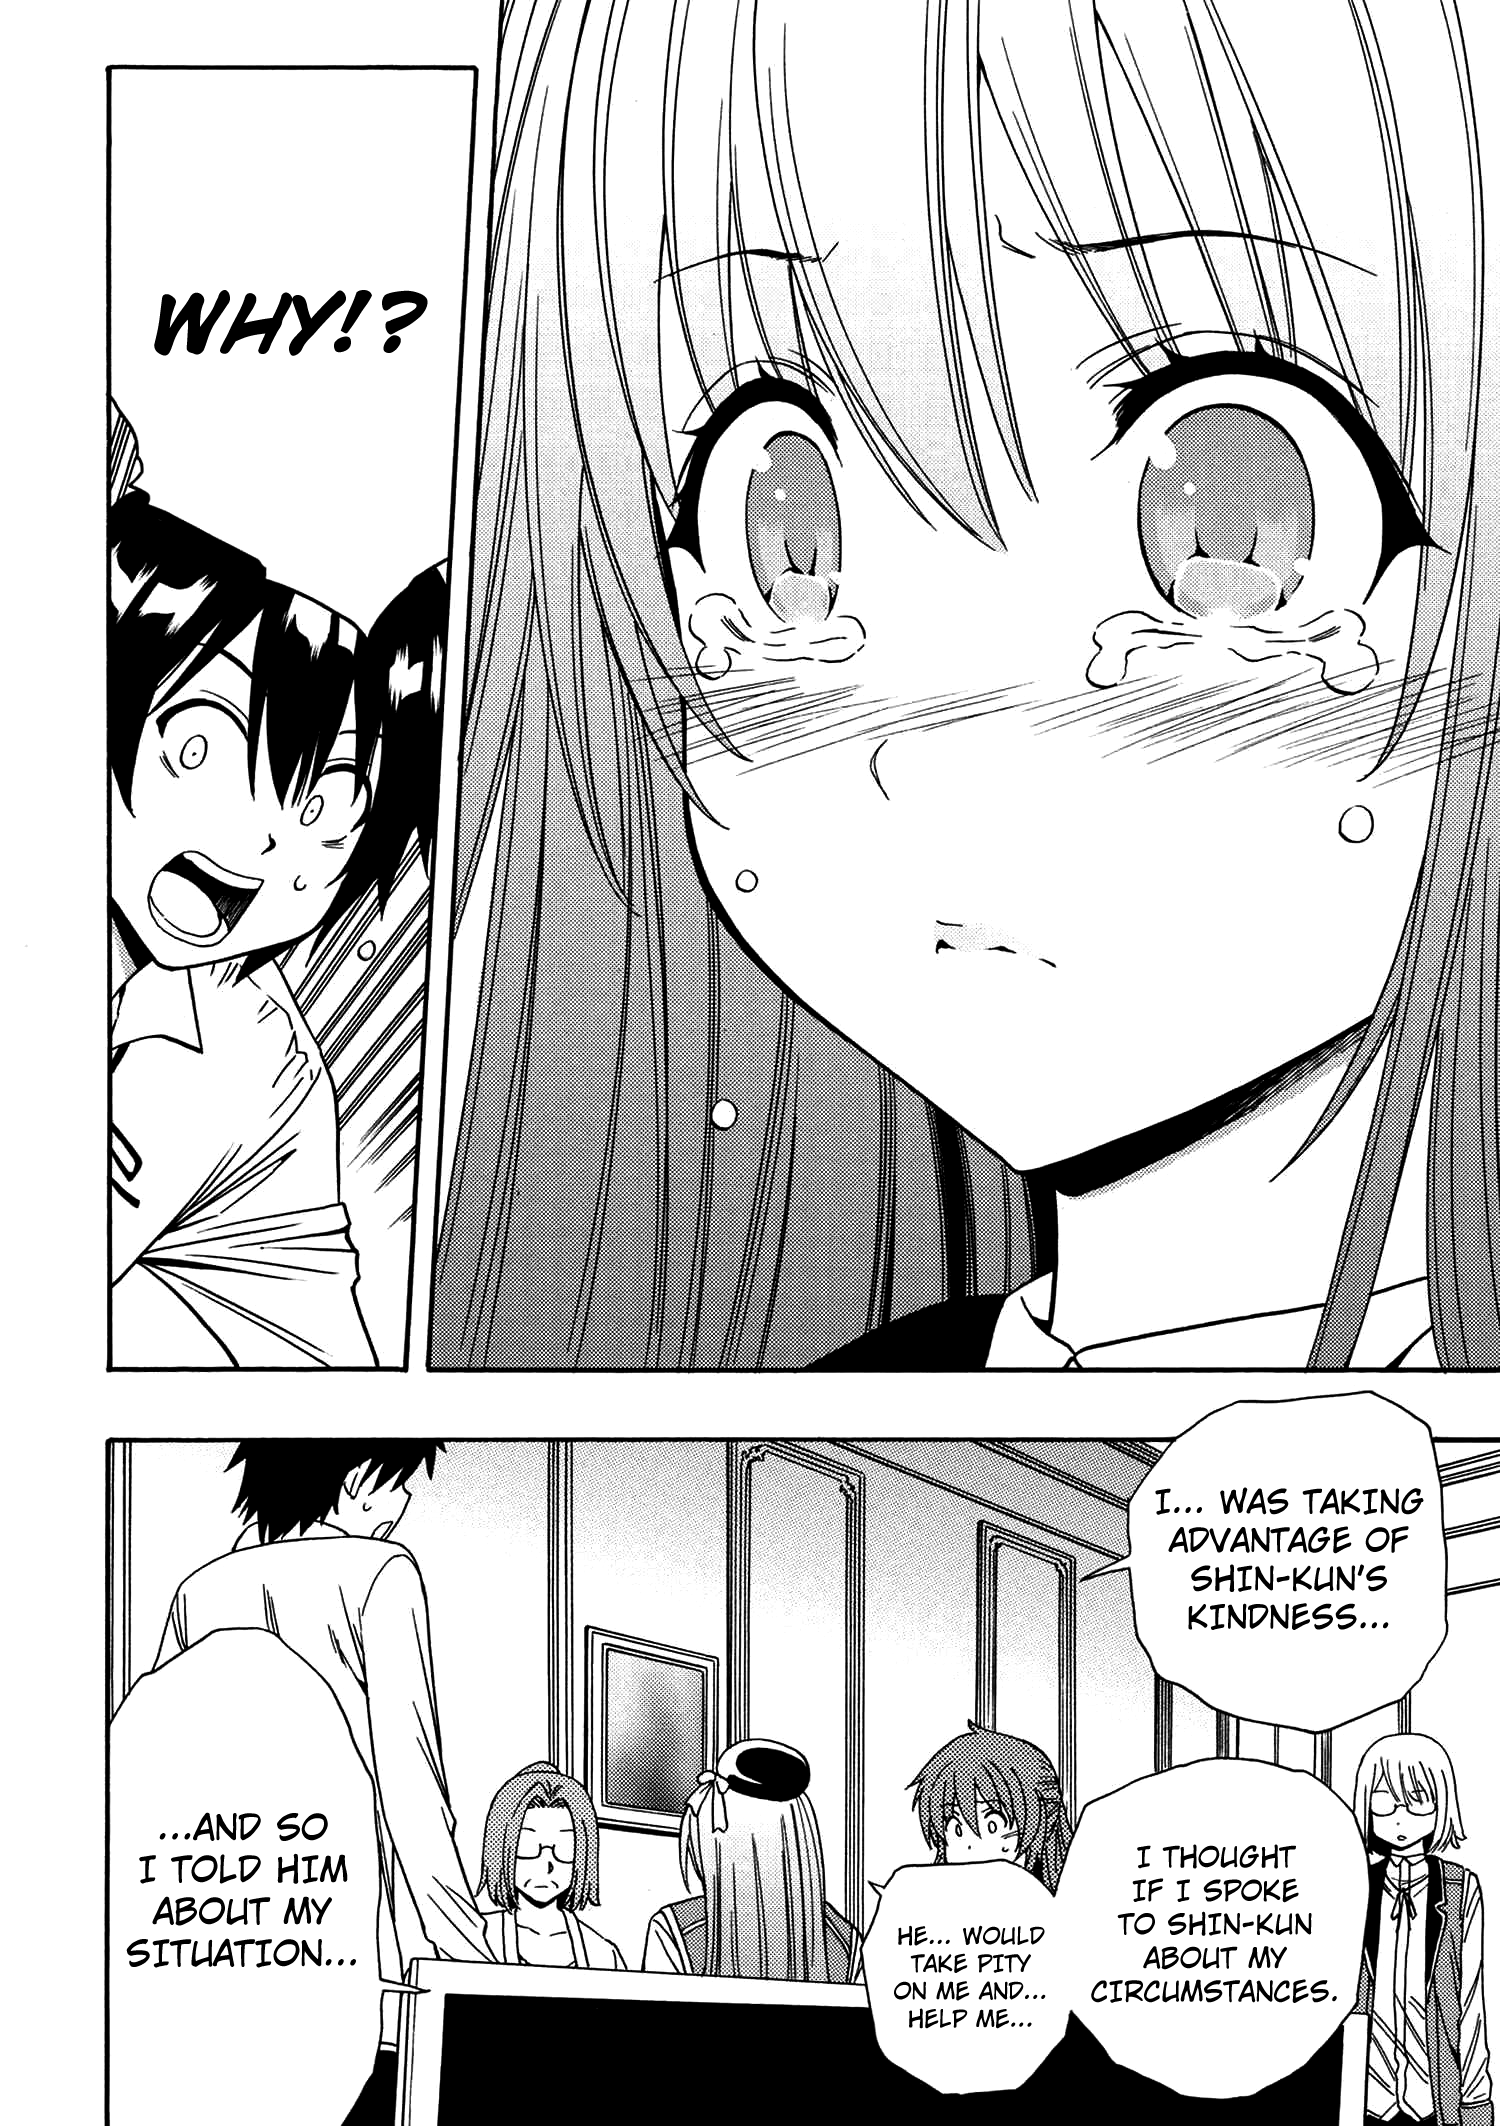 WHY!?
I... WAS TAKING
ADVANTAGE OF
SHIN-KUN'S
KINDNESS...
I THOUGHT
IF I SPOKE
TO SHIN-KUN
ABOUT MY
CIRCUMSTANCES.
HE... WOULD
TAKE PITY
ON ME AND...
HELP ME...
...AND SO
I TOLD HIM
ABOUT MY
SITUATION...